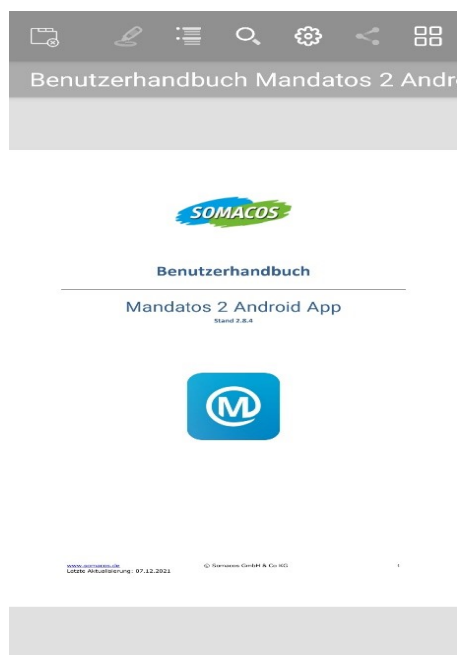 Benutzerhandbuch Mandatos 2 Andr
SOMACOS
Benutzerhandbuch
Mandatos 2 Android App
Stand 2.8.4
M
www.somacos.de © Somacos GmbH & Co KG 1
Letzte Aktualisierung: 07.12.2021